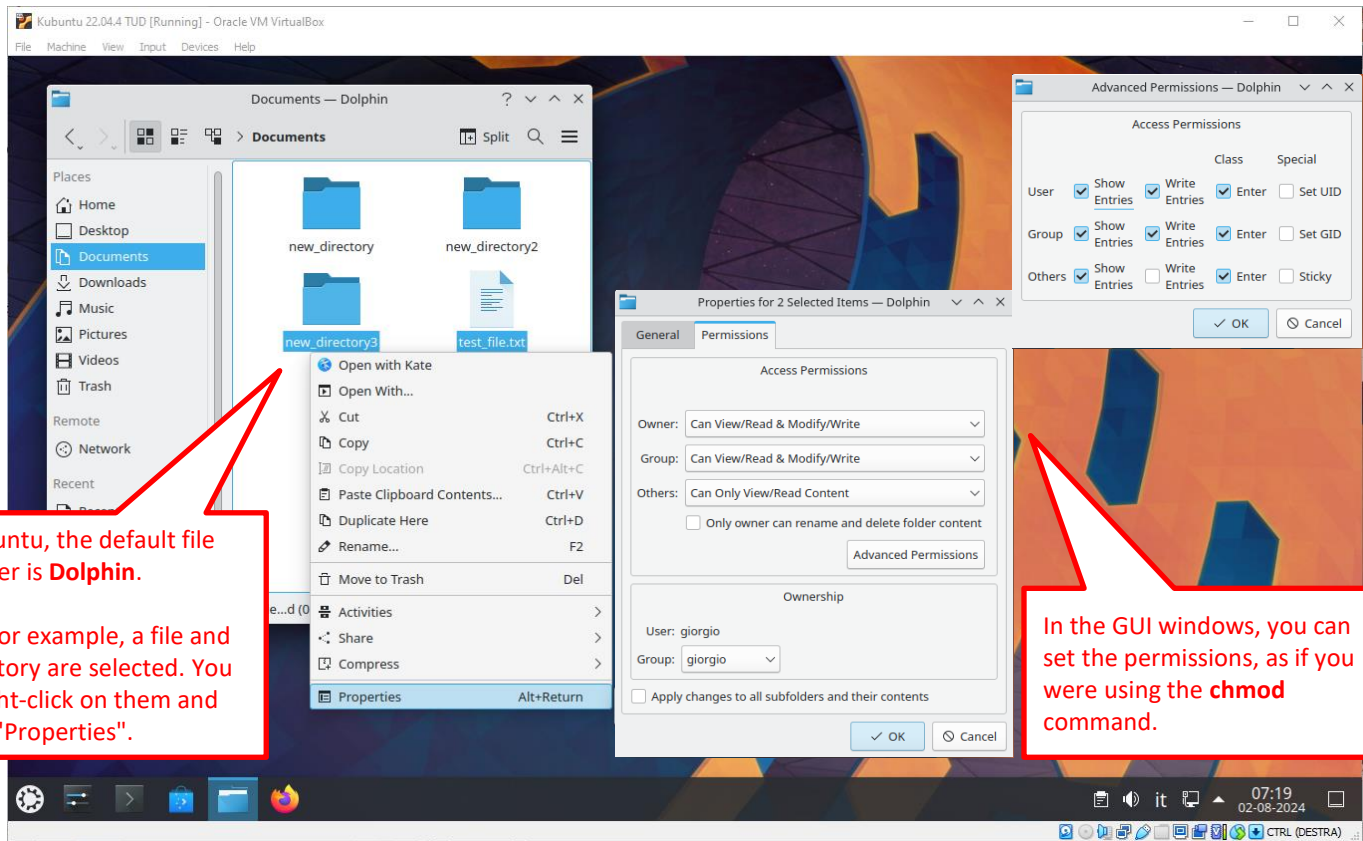 Kubuntu 22.04.4 TUD [Running] - Oracle VM VirtualBox
File Machine View Input Devices Help
Documents — Dolphin
Documents
Split
Places
Home
Desktop
Documents
Downloads
Music
Pictures
Videos
Trash
Remote
Network
Recent
new_directory
new_directory2
new_directory3
test_file.txt
Open with Kate
Open With...
Cut Ctrl+X
Copy Ctrl+C
Copy Location Ctrl+Alt+C
Paste Clipboard Contents... Ctrl+V
Duplicate Here Ctrl+D
Rename... F2
Move to Trash Del
Activities
Share
Compress
Properties Alt+Return
e...d (0
untu, the default file
er is Dolphin.
or example, a file and
tory are selected. You
ht-click on them and
"Properties".
Properties for 2 Selected Items — Dolphin
General Permissions
Access Permissions
Owner: Can View/Read & Modify/Write
Group: Can View/Read & Modify/Write
Others: Can Only View/Read Content
Only owner can rename and delete folder content
Advanced Permissions
Ownership
User: giorgio
Group: giorgio
Apply changes to all subfolders and their contents
OK Cancel
Advanced Permissions — Dolphin
Access Permissions
Class Special
User Show Entries Write Entries Enter Set UID
Group Show Entries Write Entries Enter Set GID
Others Show Entries Write Entries Enter Sticky
OK Cancel
In the GUI windows, you can
set the permissions, as if you
were using the chmod
command.
it
07:19
02-08-2024
CTRL (DESTRA)